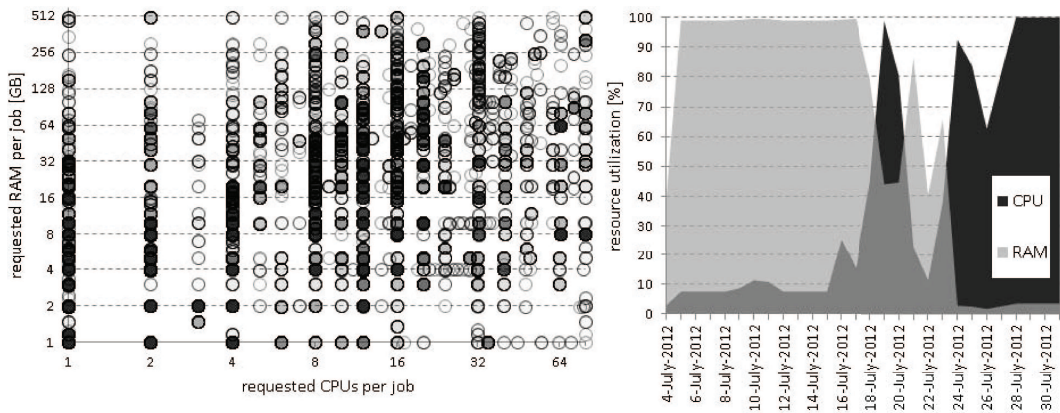 requested RAM per job [GB]
512
256
128
64
32
16
8
4
2
1
1
2
4
8
16
32
64
requested CPUs per job
resource utilization [%]
100
90
80
70
60
50
40
30
20
10
0
CPU
RAM
4-July-2012
6-July-2012
8-July-2012
10-July-2012
12-July-2012
14-July-2012
16-July-2012
18-July-2012
20-July-2012
22-July-2012
24-July-2012
26-July-2012
28-July-2012
30-July-2012